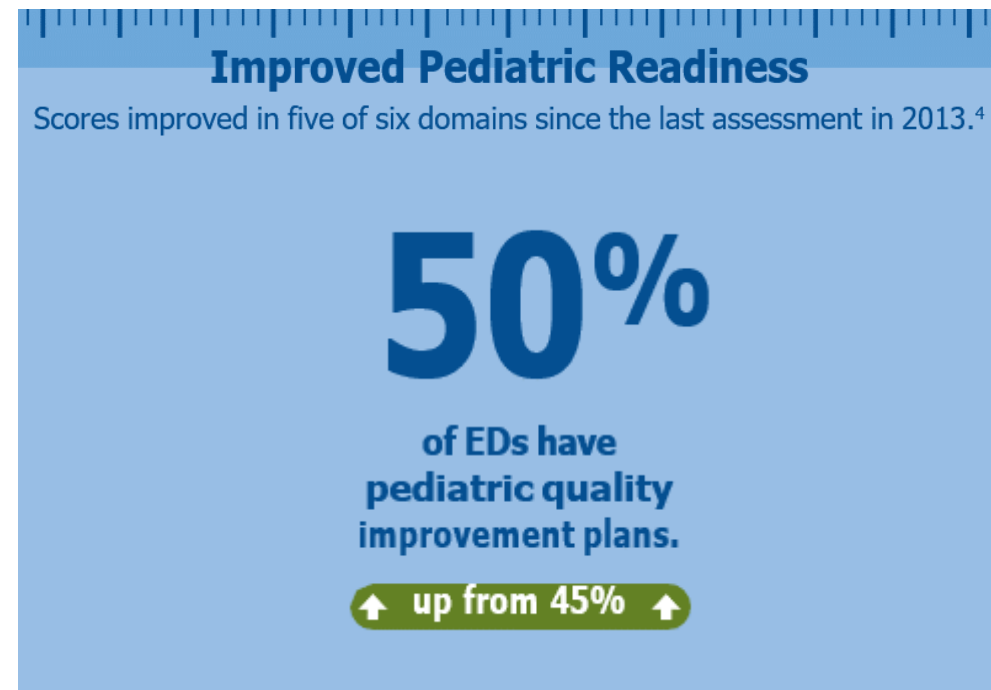 Improved Pediatric Readiness
Scores improved in five of six domains since the last assessment in 2013.⁴
50%
of EDs have
pediatric quality
improvement plans.
up from 45%